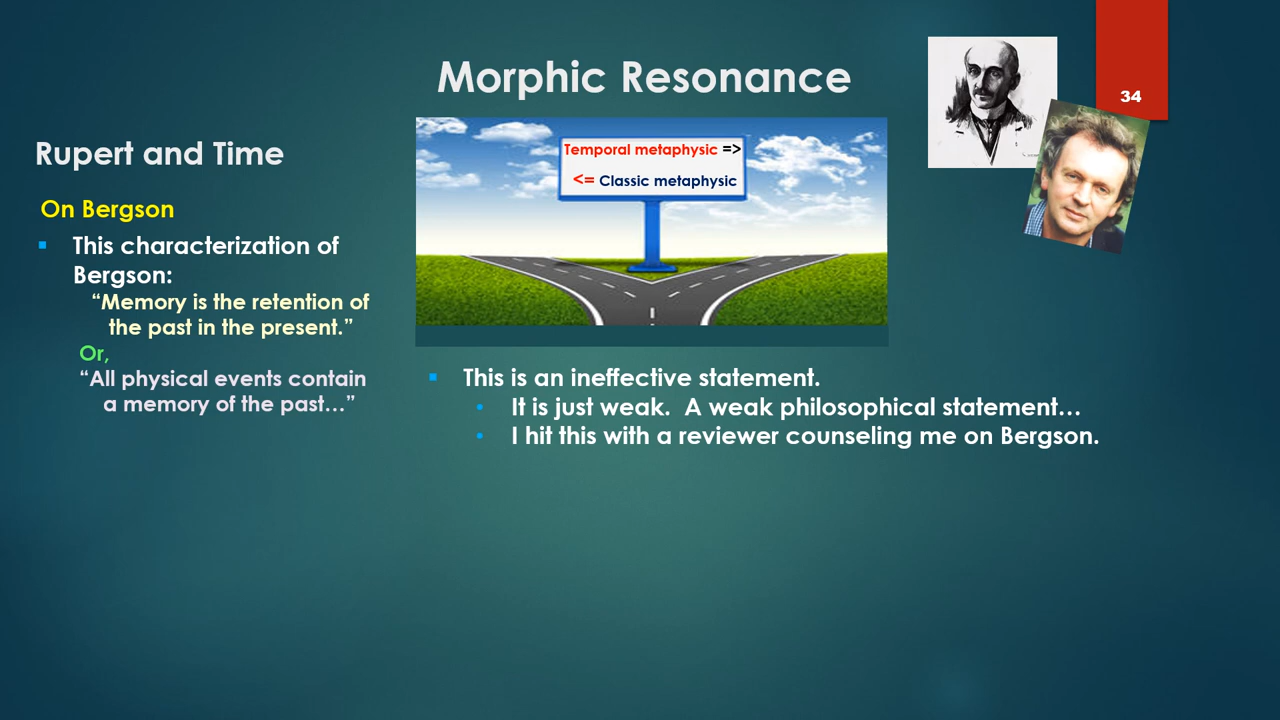 Morphic Resonance
34
Rupert and Time
Temporal metaphysic =>
<= Classic metaphysic
On Bergson
This characterization of
Bergson:
“Memory is the retention of
the past in the present.”
Or,
“All physical events contain
a memory of the past…”
This is an ineffective statement.
It is just weak. A weak philosophical statement…
I hit this with a reviewer counseling me on Bergson.